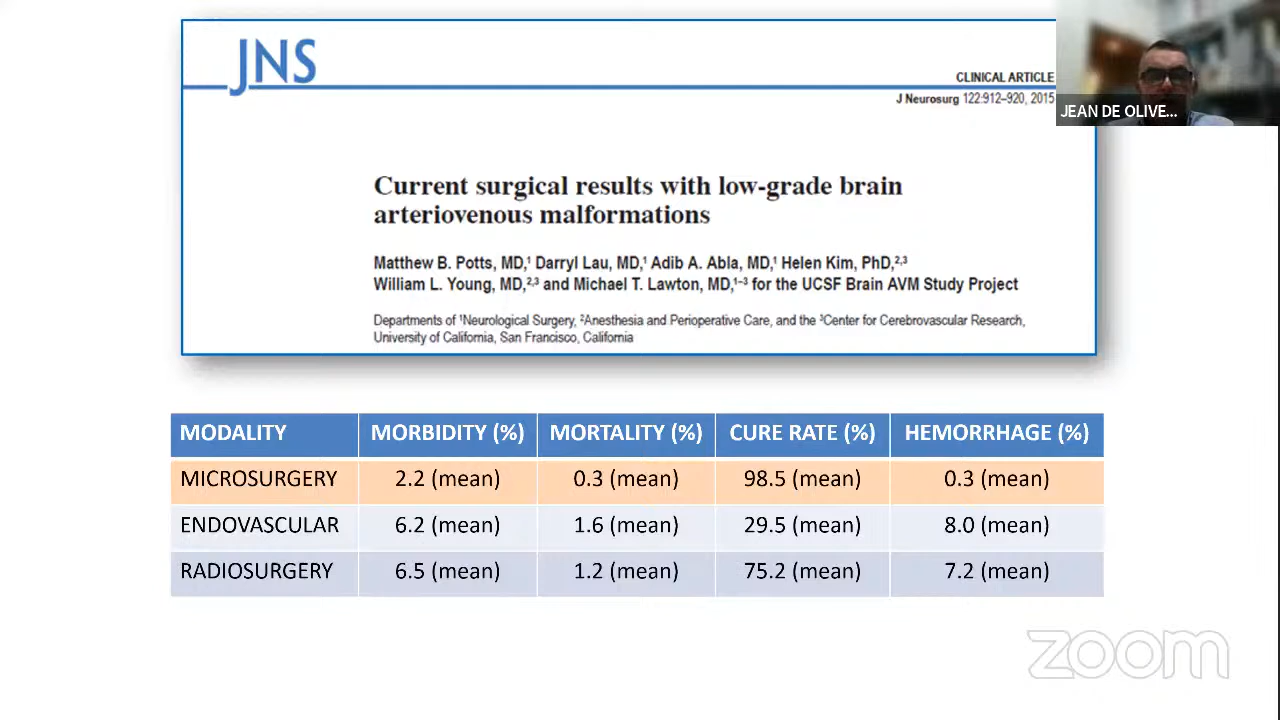 JNS
CLINICAL ARTICLE
J Neurosurg 122:912–920, 2015
JEAN DE OLIVE...
Current surgical results with low-grade brain
arteriovenous malformations
Matthew B. Potts, MD,¹ Darryl Lau, MD,¹ Adib A. Abla, MD,¹ Helen Kim, PhD,²,³
William L. Young, MD,²,³ and Michael T. Lawton, MD,¹⁻³ for the UCSF Brain AVM Study Project
Departments of ¹Neurological Surgery, ²Anesthesia and Perioperative Care, and the ³Center for Cerebrovascular Research,
University of California, San Francisco, California
MODALITY MORBIDITY (%) MORTALITY (%) CURE RATE (%) HEMORRHAGE (%)
MICROSURGERY 2.2 (mean) 0.3 (mean) 98.5 (mean) 0.3 (mean)
ENDOVASCULAR 6.2 (mean) 1.6 (mean) 29.5 (mean) 8.0 (mean)
RADIOSURGERY 6.5 (mean) 1.2 (mean) 75.2 (mean) 7.2 (mean)
zoom